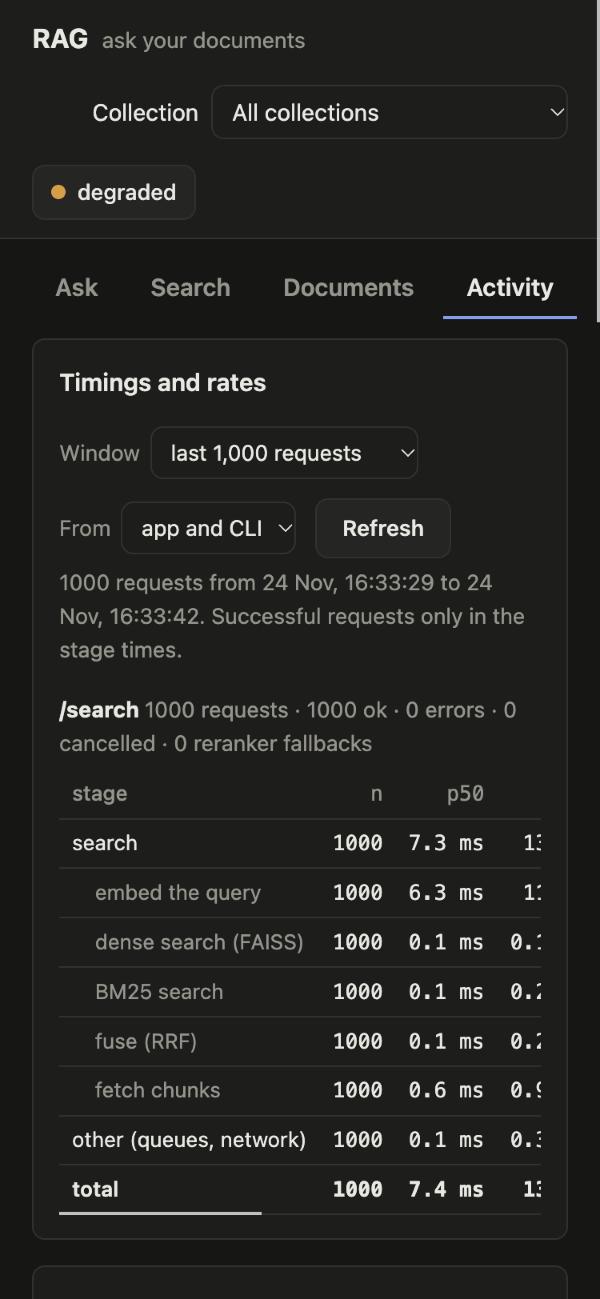 RAG ask your documents
Collection All collections
degraded
Ask Search Documents Activity
Timings and rates
Window last 1,000 requests
From app and CLI Refresh
1000 requests from 24 Nov, 16:33:29 to 24
Nov, 16:33:42. Successful requests only in the
stage times.
/search 1000 requests · 1000 ok · 0 errors · 0
cancelled · 0 reranker fallbacks
stage n p50
search 1000 7.3 ms
embed the query 1000 6.3 ms
dense search (FAISS) 1000 0.1 ms
BM25 search 1000 0.1 ms
fuse (RRF) 1000 0.1 ms
fetch chunks 1000 0.6 ms
other (queues, network) 1000 0.1 ms
total 1000 7.4 ms